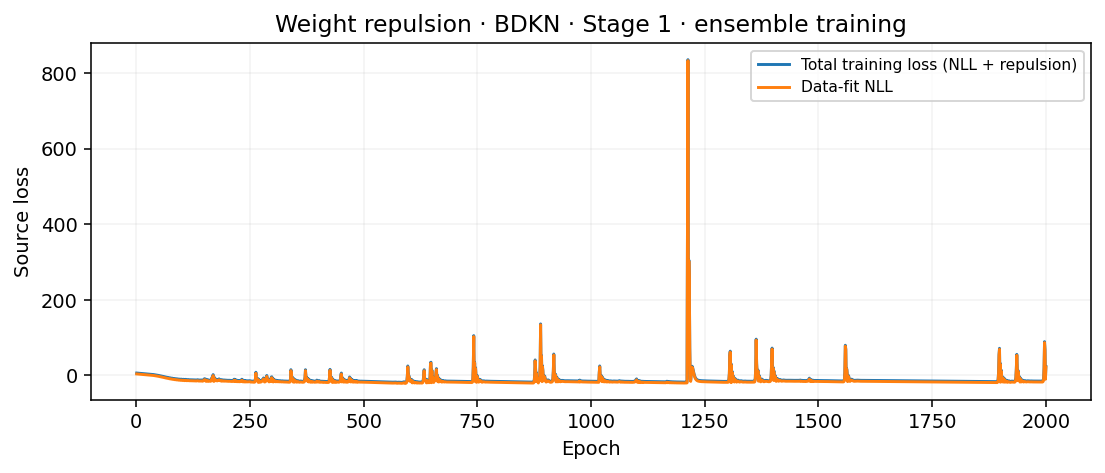 Weight repulsion · BDKN · Stage 1 · ensemble training
Total training loss (NLL + repulsion)
Data-fit NLL
Source loss
800
600
400
200
0
0 250 500 750 1000 1250 1500 1750 2000
Epoch